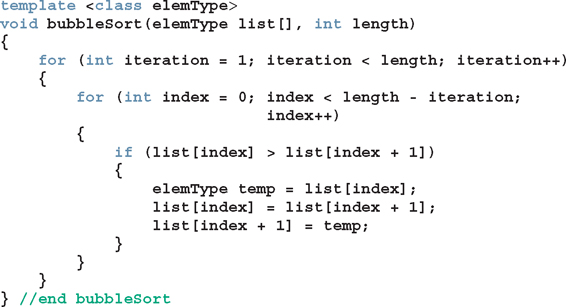 template <class elemType>
void bubbleSort(elemType list[], int length)
{
    for (int iteration = 1; iteration < length; iteration++)
    {
        for (int index = 0; index < length - iteration;
                            index++)
        {
            if (list[index] > list[index + 1])
            {
                elemType temp = list[index];
                list[index] = list[index + 1];
                list[index + 1] = temp;
            }
        }
    }
} //end bubbleSort